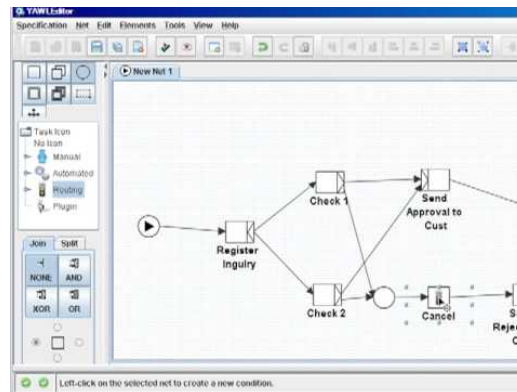 YAWLEditor
Specification Net Edit Elements Tools View Help
New Net 1
Task Icon
No Icon
Manual
Automated
Routing
Plugin
Join Split
NONE AND
XOR OR
Check 1
Send
Approval to
Cust
Register
Inguiry
Check 2
Cancel
S
Rejec
C
Left-click on the selected net to create a new condition.